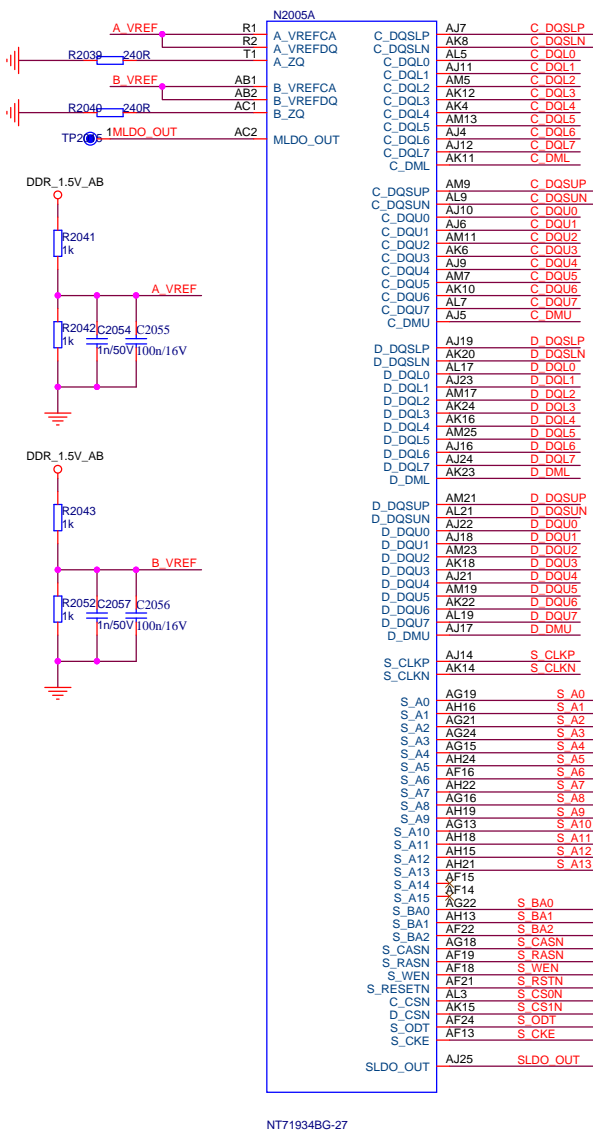 N2005A
A_VREF R1 A_VREFCA
R2 A_VREFDQ
R2039 240R T1 A_ZQ
B_VREF AB1 B_VREFCA
AB2 B_VREFDQ
R2040 240R AC1 B_ZQ
TP2005 1 MLDO_OUT AC2 MLDO_OUT
DDR_1.5V_AB
R2041
1k
A_VREF
R2042 C2054 C2055
1k 1n/50V 100n/16V
DDR_1.5V_AB
R2043
1k
B_VREF
R2052 C2057 C2056
1k 1n/50V 100n/16V
C_DQSLP AJ7 C_DQSLP
C_DQSLN AK8 C_DQSLN
C_DQL0 AL5 C_DQL0
C_DQL1 AJ11 C_DQL1
C_DQL2 AM5 C_DQL2
C_DQL3 AK12 C_DQL3
C_DQL4 AK4 C_DQL4
C_DQL5 AM13 C_DQL5
C_DQL6 AJ4 C_DQL6
C_DQL7 AJ12 C_DQL7
C_DML AK11 C_DML
C_DQSUP AM9 C_DQSUP
C_DQSUN AL9 C_DQSUN
C_DQU0 AJ10 C_DQU0
C_DQU1 AJ6 C_DQU1
C_DQU2 AM11 C_DQU2
C_DQU3 AK6 C_DQU3
C_DQU4 AJ9 C_DQU4
C_DQU5 AM7 C_DQU5
C_DQU6 AK10 C_DQU6
C_DQU7 AL7 C_DQU7
C_DMU AJ5 C_DMU
D_DQSLP AJ19 D_DQSLP
D_DQSLN AK20 D_DQSLN
D_DQL0 AL17 D_DQL0
D_DQL1 AJ23 D_DQL1
D_DQL2 AM17 D_DQL2
D_DQL3 AK24 D_DQL3
D_DQL4 AK16 D_DQL4
D_DQL5 AM25 D_DQL5
D_DQL6 AJ16 D_DQL6
D_DQL7 AJ24 D_DQL7
D_DML AK23 D_DML
D_DQSUP AM21 D_DQSUP
D_DQSUN AL21 D_DQSUN
D_DQU0 AJ22 D_DQU0
D_DQU1 AJ18 D_DQU1
D_DQU2 AM23 D_DQU2
D_DQU3 AK18 D_DQU3
D_DQU4 AJ21 D_DQU4
D_DQU5 AM19 D_DQU5
D_DQU6 AK22 D_DQU6
D_DQU7 AL19 D_DQU7
D_DMU AJ17 D_DMU
S_CLKP AJ14 S_CLKP
S_CLKN AK14 S_CLKN
S_A0 AG19 S_A0
S_A1 AH16 S_A1
S_A2 AG21 S_A2
S_A3 AG24 S_A3
S_A4 AG15 S_A4
S_A5 AH24 S_A5
S_A6 AF16 S_A6
S_A7 AH22 S_A7
S_A8 AG16 S_A8
S_A9 AH19 S_A9
S_A10 AG13 S_A10
S_A11 AH18 S_A11
S_A12 AH15 S_A12
S_A13 AH21 S_A13
S_A14 AF15
S_A15 AF14
S_BA0 AG22 S_BA0
S_BA1 AH13 S_BA1
S_BA2 AF22 S_BA2
S_CASN AG18 S_CASN
S_RASN AF19 S_RASN
S_WEN AF18 S_WEN
S_RESETN AF21 S_RSTN
C_CSN AL3 S_CS0N
D_CSN AK15 S_CS1N
S_ODT AF24 S_ODT
S_CKE AF13 S_CKE
SLDO_OUT AJ25 SLDO_OUT
NT71934BG-27